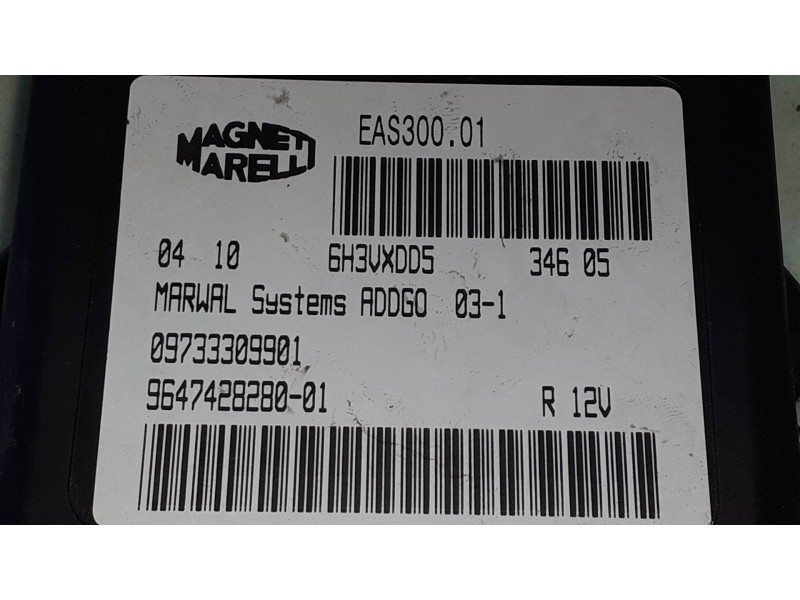 MAGNETI MARELLI
EAS300.01
04 10 6H3VXDD5 346 05
MARWAL Systems ADDGO 03-1
09733309901
9647428280-01 R 12V